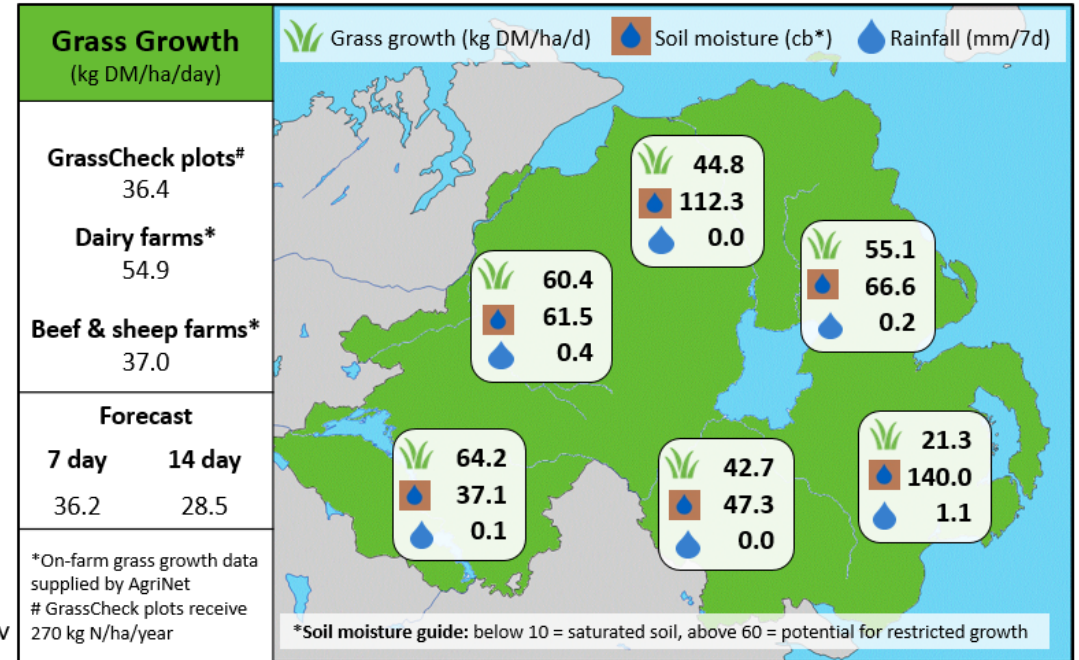 Grass Growth
(kg DM/ha/day)
GrassCheck plots#
36.4
Dairy farms*
54.9
Beef & sheep farms*
37.0
Forecast
7 day 14 day
36.2 28.5
*On-farm grass growth data
supplied by AgriNet
# GrassCheck plots receive
270 kg N/ha/year
v
Grass growth (kg DM/ha/d) Soil moisture (cb*) Rainfall (mm/7d)
44.8
112.3
0.0
55.1
66.6
0.2
60.4
61.5
0.4
64.2
37.1
0.1
42.7
47.3
0.0
21.3
140.0
1.1
*Soil moisture guide: below 10 = saturated soil, above 60 = potential for restricted growth